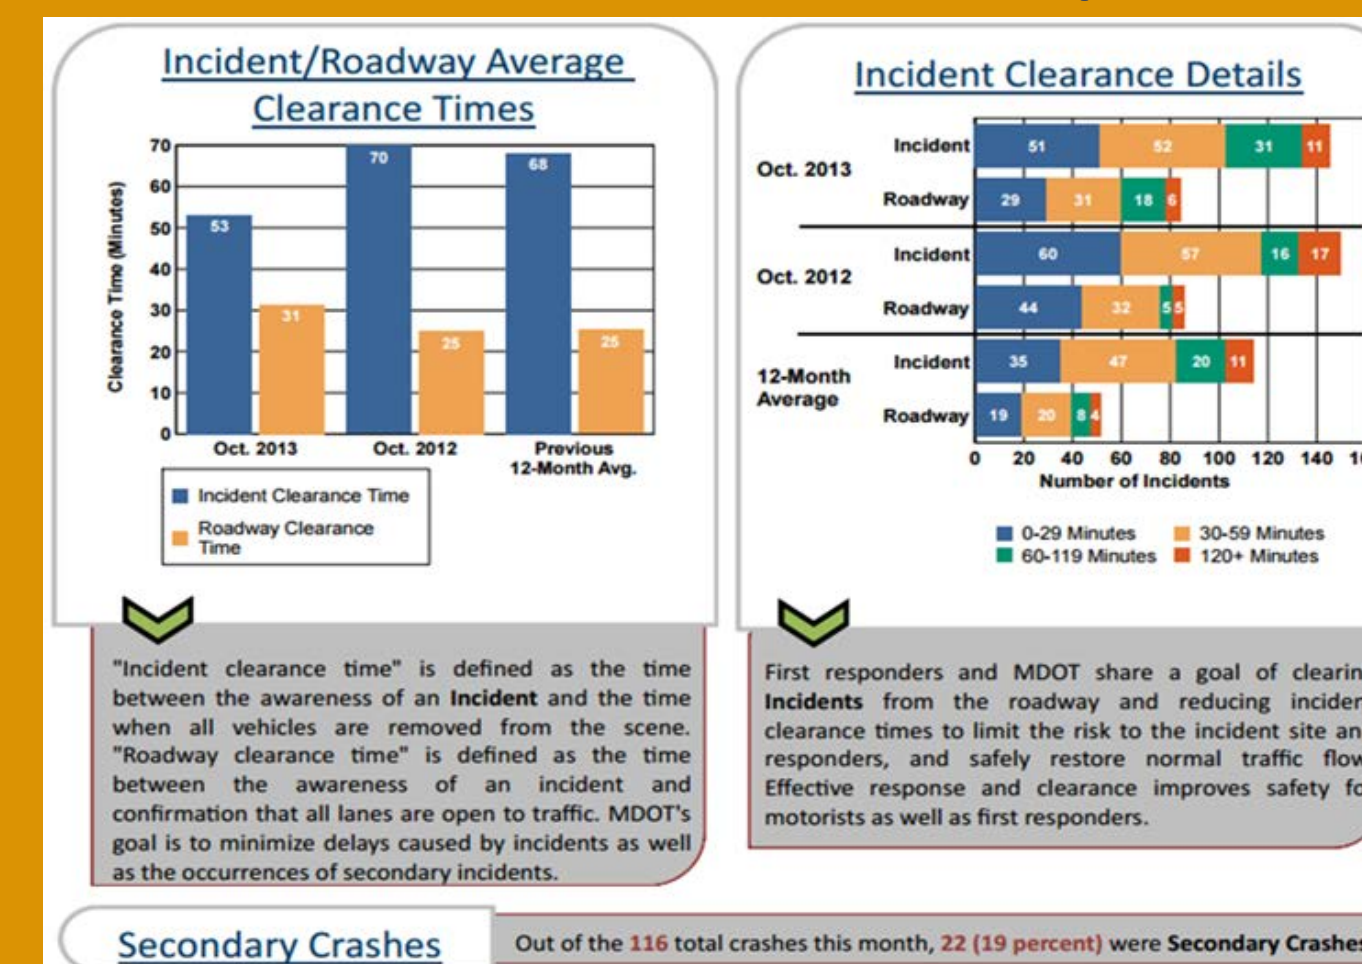 Incident/Roadway Average
Clearance Times
70
60
50
40
30
20
10
0
Clearance Time (Minutes)
53
31
70
25
68
25
Oct. 2013
Oct. 2012
Previous
12-Month Avg.
Incident Clearance Time
Roadway Clearance
Time
"Incident clearance time" is defined as the time
between the awareness of an Incident and the time
when all vehicles are removed from the scene.
"Roadway clearance time" is defined as the time
between the awareness of an incident and
confirmation that all lanes are open to traffic. MDOT's
goal is to minimize delays caused by incidents as well
as the occurrences of secondary incidents.
Incident Clearance Details
Oct. 2013
Incident 51 52 31 11
Roadway 29 31 18 6
Oct. 2012
Incident 60 57 16 17
Roadway 44 32 5 5
12-Month
Average
Incident 35 47 20 11
Roadway 19 20 8 4
0 20 40 60 80 100 120 140
Number of Incidents
0-29 Minutes 30-59 Minutes
60-119 Minutes 120+ Minutes
First responders and MDOT share a goal of clearin
Incidents from the roadway and reducing inciden
clearance times to limit the risk to the incident site an
responders, and safely restore normal traffic flow
Effective response and clearance improves safety fo
motorists as well as first responders.
Secondary Crashes
Out of the 116 total crashes this month, 22 (19 percent) were Secondary Crashes